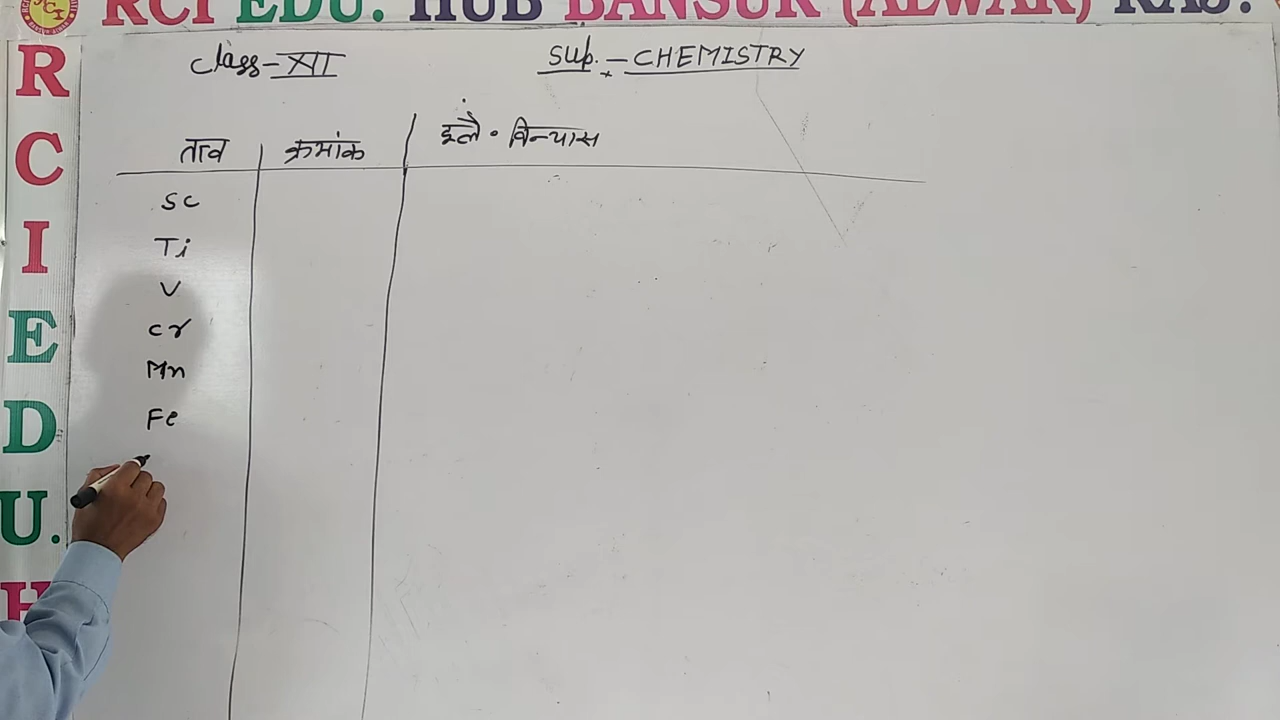 RCI EDU. HUB BANSUR (ALWAR) RAJ.
R
C
I
E
D
U.
H
Class-XII
Sub.-CHEMISTRY
तत्व क्रमांक इलै॰ विन्यास
Sc
Ti
V
Cr
Mn
Fe